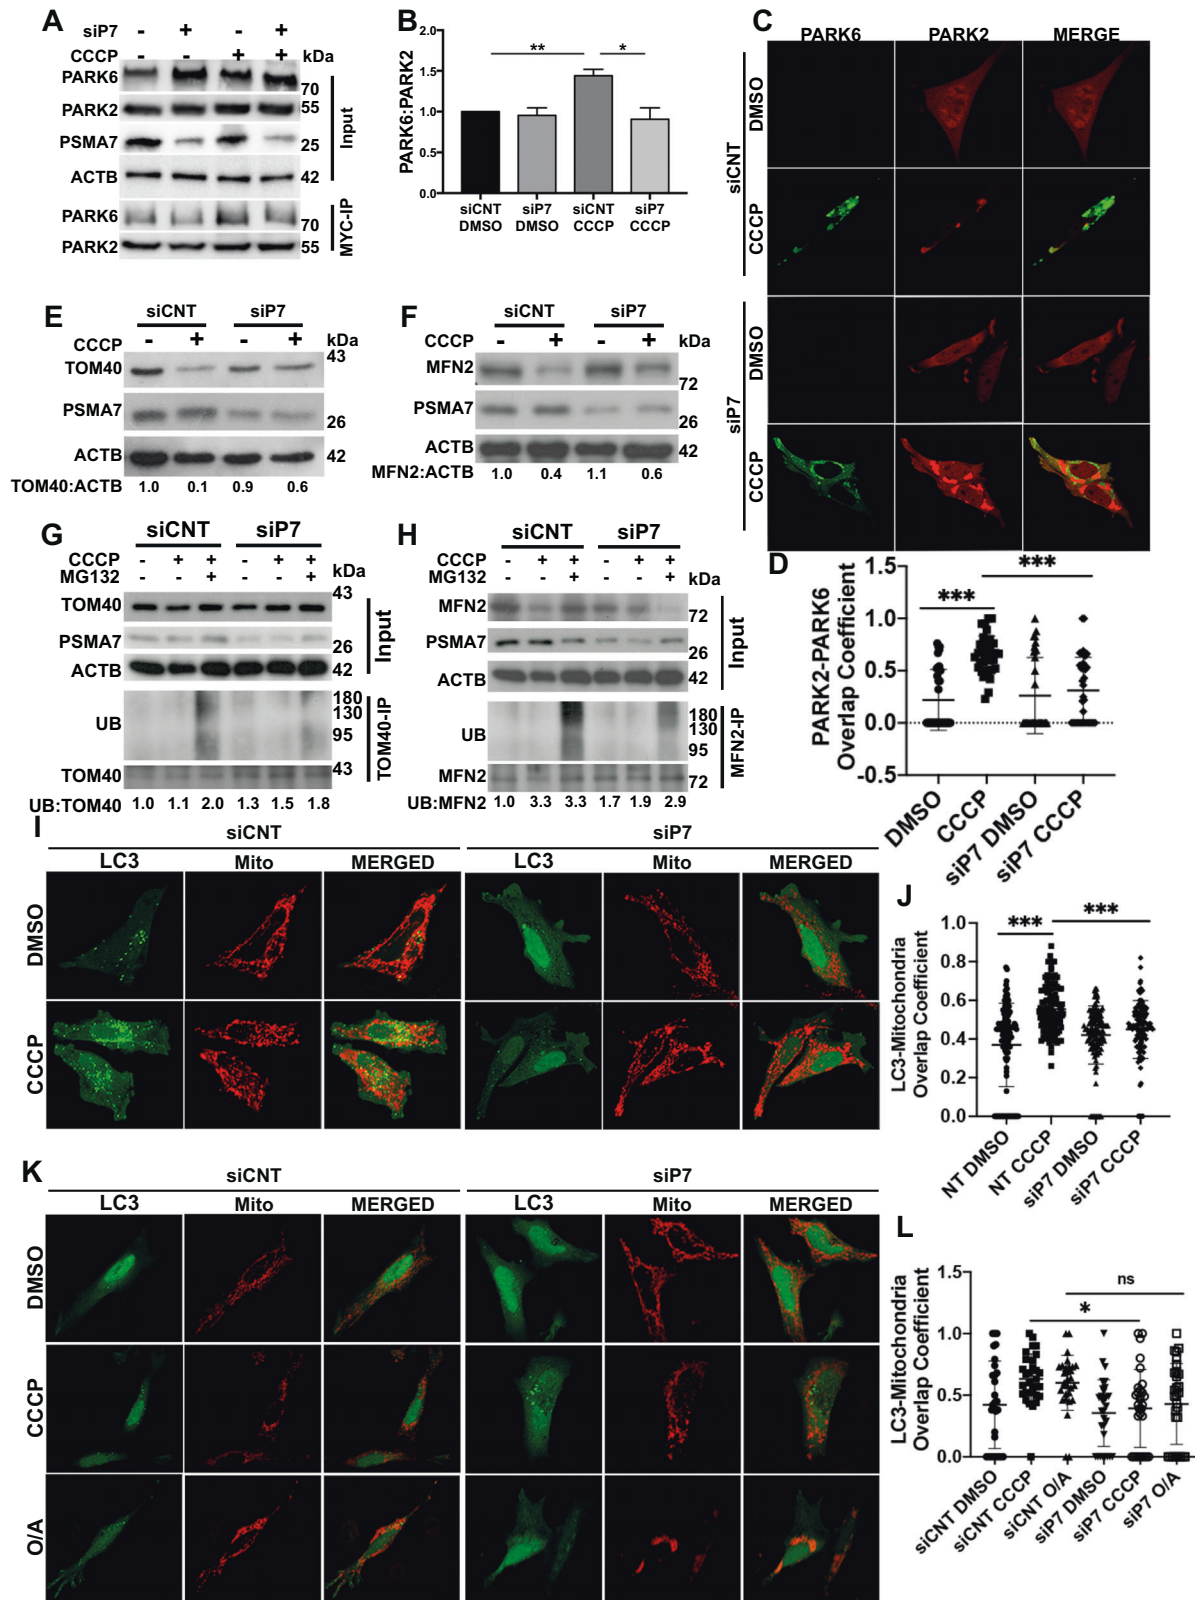 A
siP7 - + - +
CCCP - - + + kDa
PARK6 70
PARK2 55
PSMA7 25
ACTB 42
Input
PARK6 70
PARK2 55
MYC-IP
B
PARK6:PARK2
2.0
1.5
1.0
0.5
0.0
** *
siCNT DMSO
siP7 DMSO
siCNT CCCP
siP7 CCCP
C
PARK6 PARK2 MERGE
siCNT
DMSO
CCCP
siP7
DMSO
CCCP
D
PARK2-PARK6
Overlap Coefficient
1.5
1.0
0.5
0.0
-0.5
*** ***
DMSO
CCCP
siP7 DMSO
siP7 CCCP
E
siCNT siP7
CCCP - + - + kDa
TOM40 43
PSMA7 26
ACTB 42
TOM40:ACTB 1.0 0.1 0.9 0.6
F
siCNT siP7
CCCP - + - + kDa
MFN2 72
PSMA7 26
ACTB 42
MFN2:ACTB 1.0 0.4 1.1 0.6
G
siCNT siP7
CCCP - + + - + +
MG132 - - + - - + kDa
TOM40 43
PSMA7 26
ACTB 42
Input
UB 180 130 95
TOM40 43
TOM40-IP
UB:TOM40 1.0 1.1 2.0 1.3 1.5 1.8
H
siCNT siP7
CCCP - + + - + +
MG132 - - + - - + kDa
MFN2 72
PSMA7 26
ACTB 42
Input
UB 180 130 95
MFN2 72
MFN2-IP
UB:MFN2 1.0 3.3 3.3 1.7 1.9 2.9
I
siCNT siP7
LC3 Mito MERGED LC3 Mito MERGED
DMSO
CCCP
J
LC3-Mitochondria
Overlap Coefficient
1.0
0.8
0.6
0.4
0.2
0.0
*** ***
NT DMSO
NT CCCP
siP7 DMSO
siP7 CCCP
K
siCNT siP7
LC3 Mito MERGED LC3 Mito MERGED
DMSO
CCCP
O/A
L
LC3-Mitochondria
Overlap Coefficient
1.5
1.0
0.5
0.0
ns
*
siCNT DMSO
siCNT CCCP
siCNT O/A
siP7 DMSO
siP7 CCCP
siP7 O/A